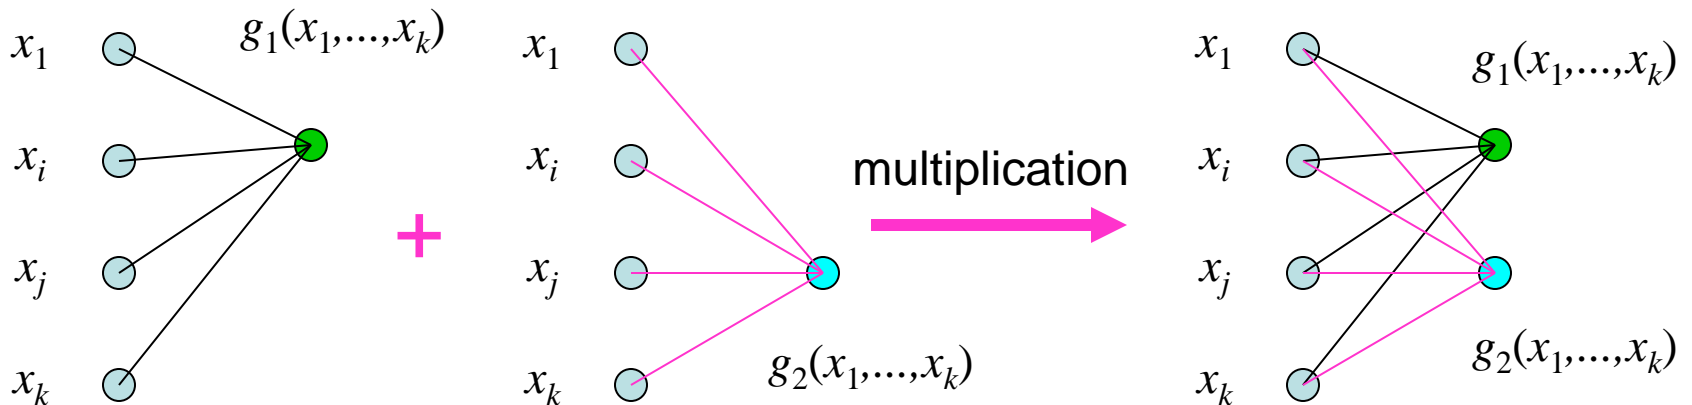 x₁
g₁(x₁,...,xₖ)
xᵢ
xⱼ
xₖ
+
x₁
xᵢ
xⱼ
xₖ
g₂(x₁,...,xₖ)
multiplication
x₁
g₁(x₁,...,xₖ)
xᵢ
xⱼ
xₖ
g₂(x₁,...,xₖ)